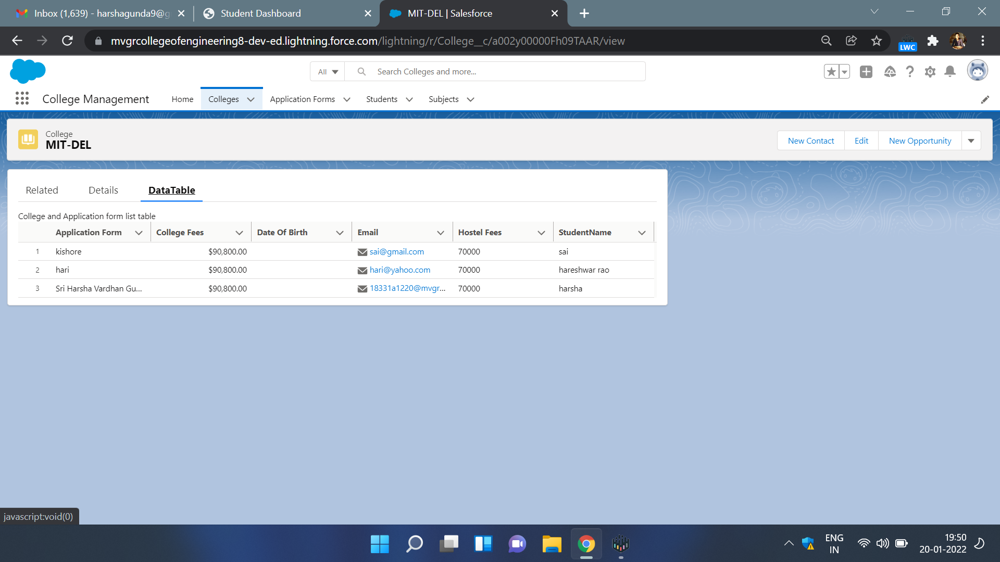 Inbox (1,639) - harshagunda9@g
Student Dashboard
MIT-DEL | Salesforce
mvgrcollegeofengineering8-dev-ed.lightning.force.com/lightning/r/College__c/a002y00000Fh09TAAR/view
LWC
All
Search Colleges and more...
College Management
Home
Colleges
Application Forms
Students
Subjects
College
MIT-DEL
New Contact
Edit
New Opportunity
Related
Details
DataTable
College and Application form list table
Application Form College Fees Date Of Birth Email Hostel Fees StudentName
1 kishore $90,800.00 sai@gmail.com 70000 sai
2 hari $90,800.00 hari@yahoo.com 70000 hareshwar rao
3 Sri Harsha Vardhan Gu... $90,800.00 18331a1220@mvgr... 70000 harsha
javascript:void(0)
ENG
IN
19:50
20-01-2022